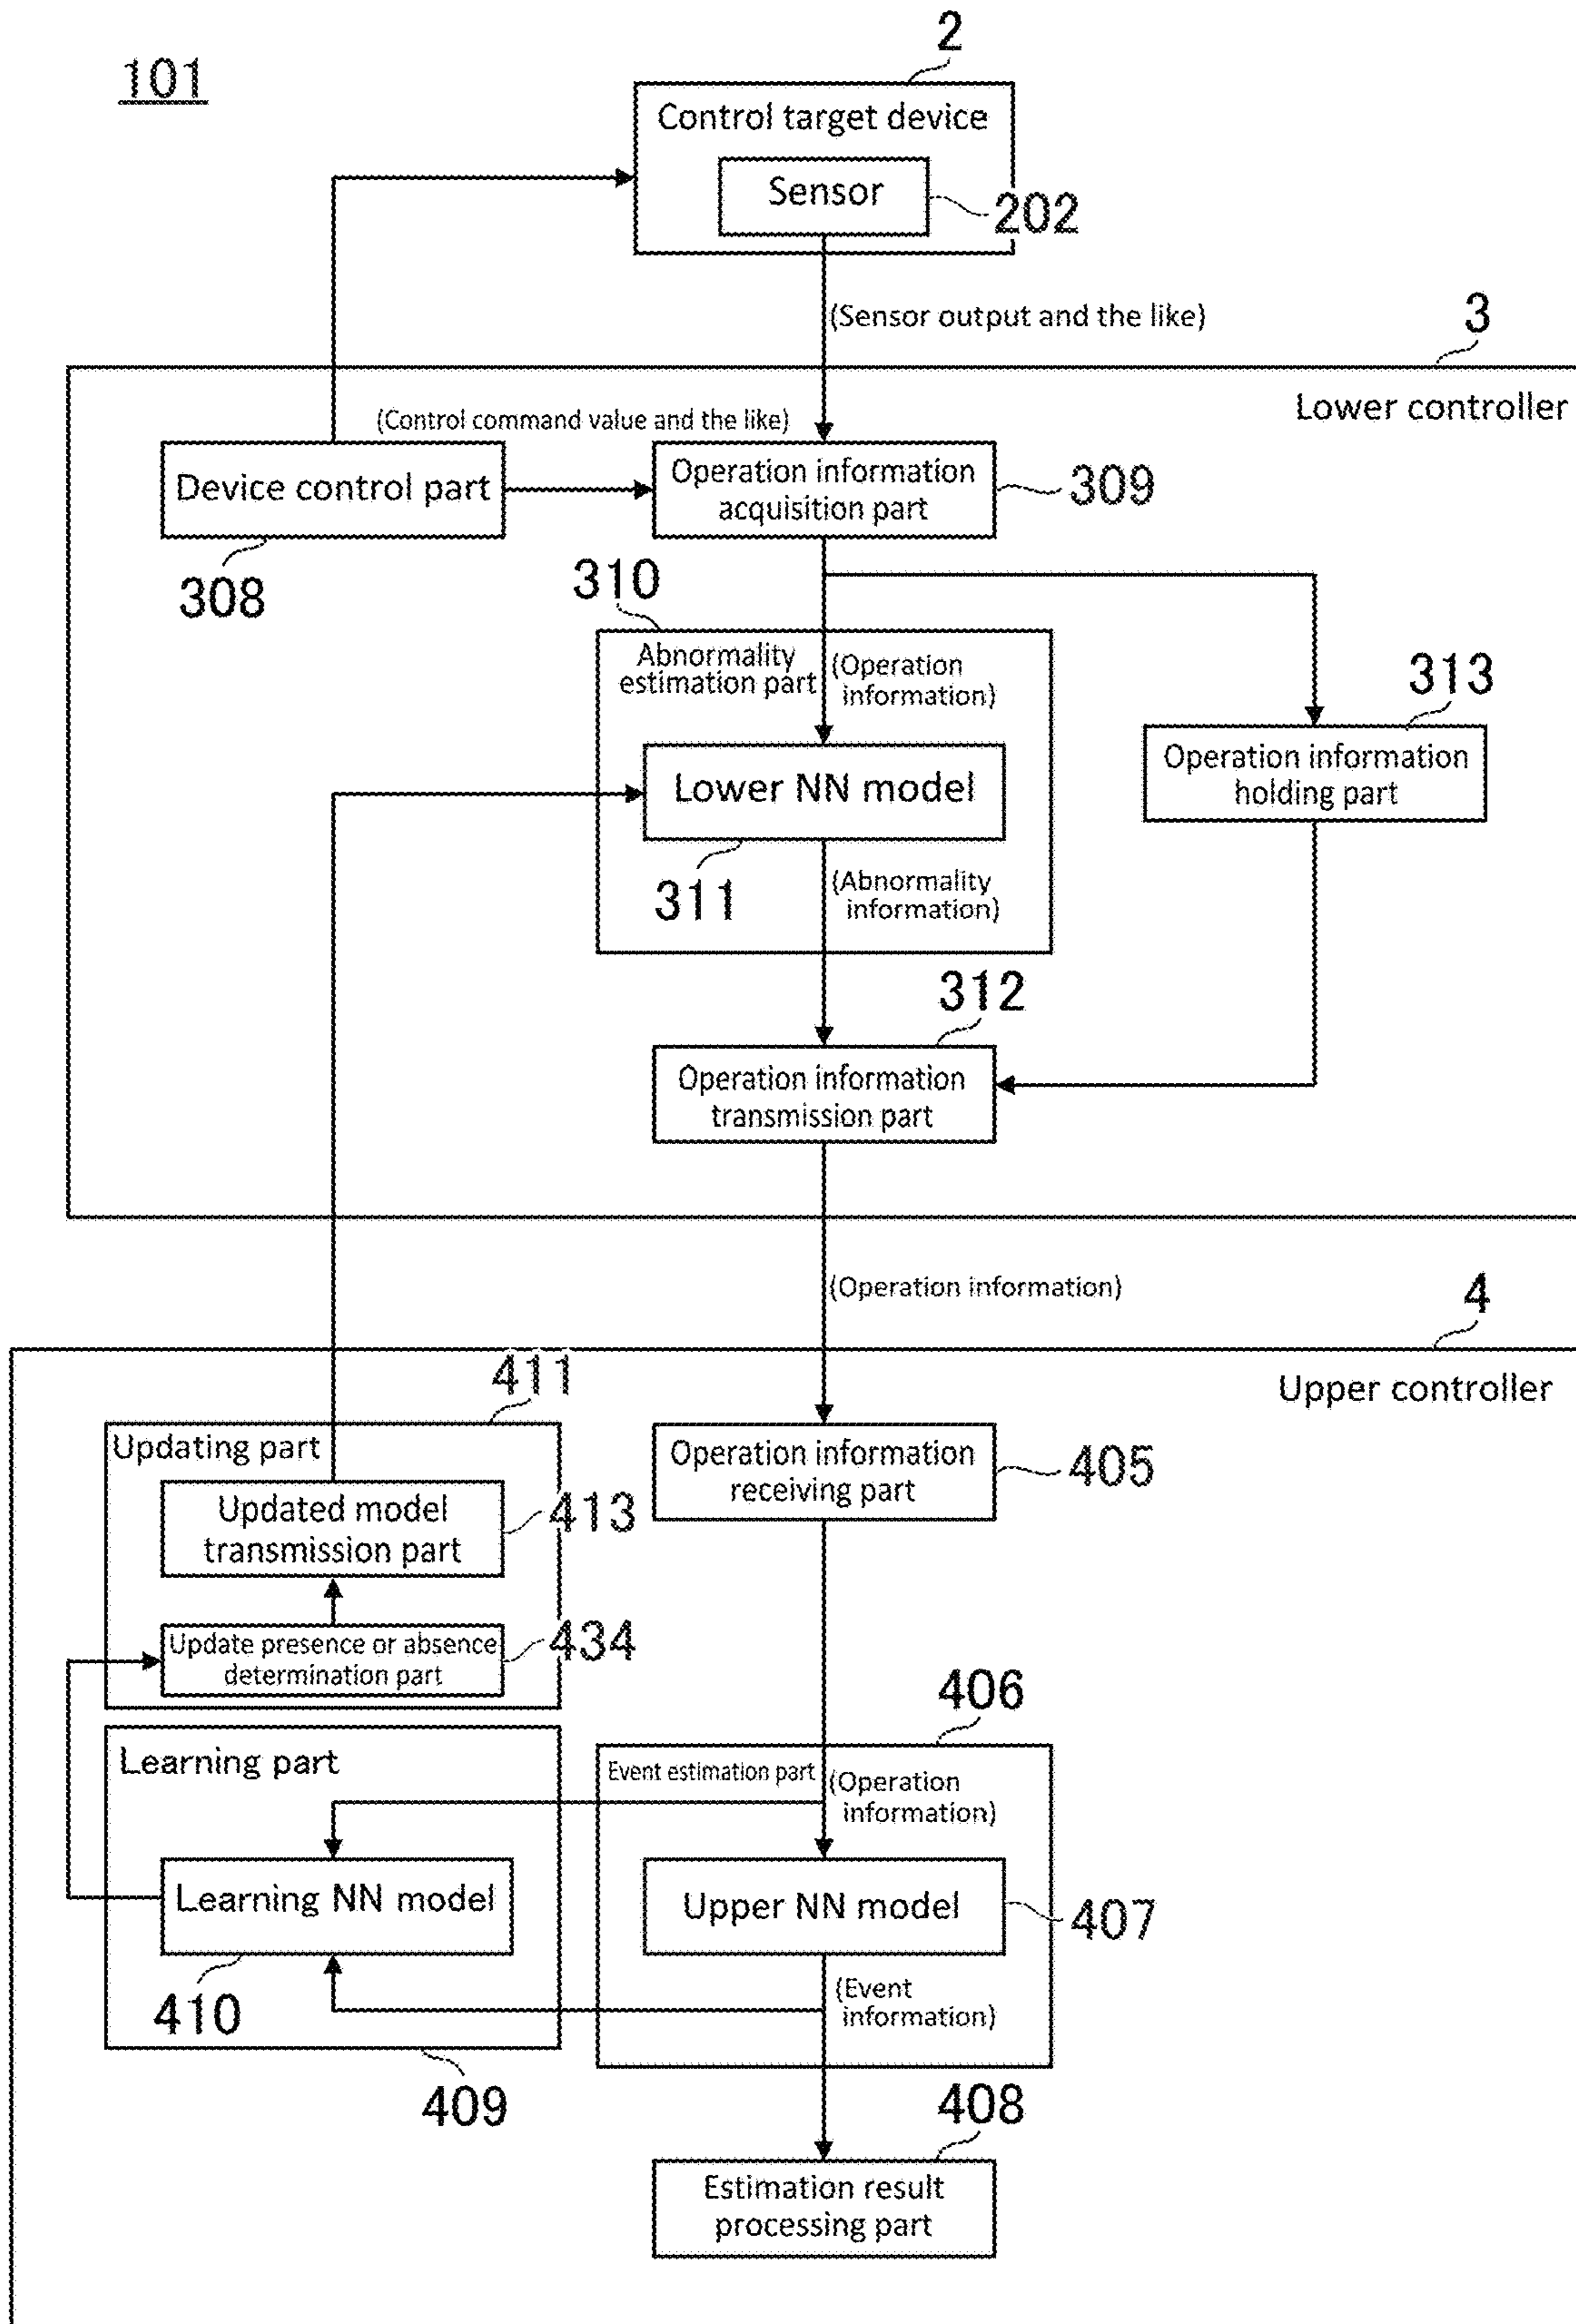 101
2
Control target device
Sensor
202
(Sensor output and the like)
3
Lower controller
(Control command value and the like)
Device control part
308
Operation information
acquisition part
309
310
Abnormality
estimation part
(Operation
information)
313
Operation information
holding part
Lower NN model
311
(Abnormality
information)
312
Operation information
transmission part
(Operation information)
4
Upper controller
411
Updating part
Updated model
transmission part
413
Operation information
receiving part
405
Update presence or absence
determination part
434
406
Learning part
Event estimation part
(Operation
information)
Learning NN model
410
Upper NN model
407
(Event
information)
409
408
Estimation result
processing part